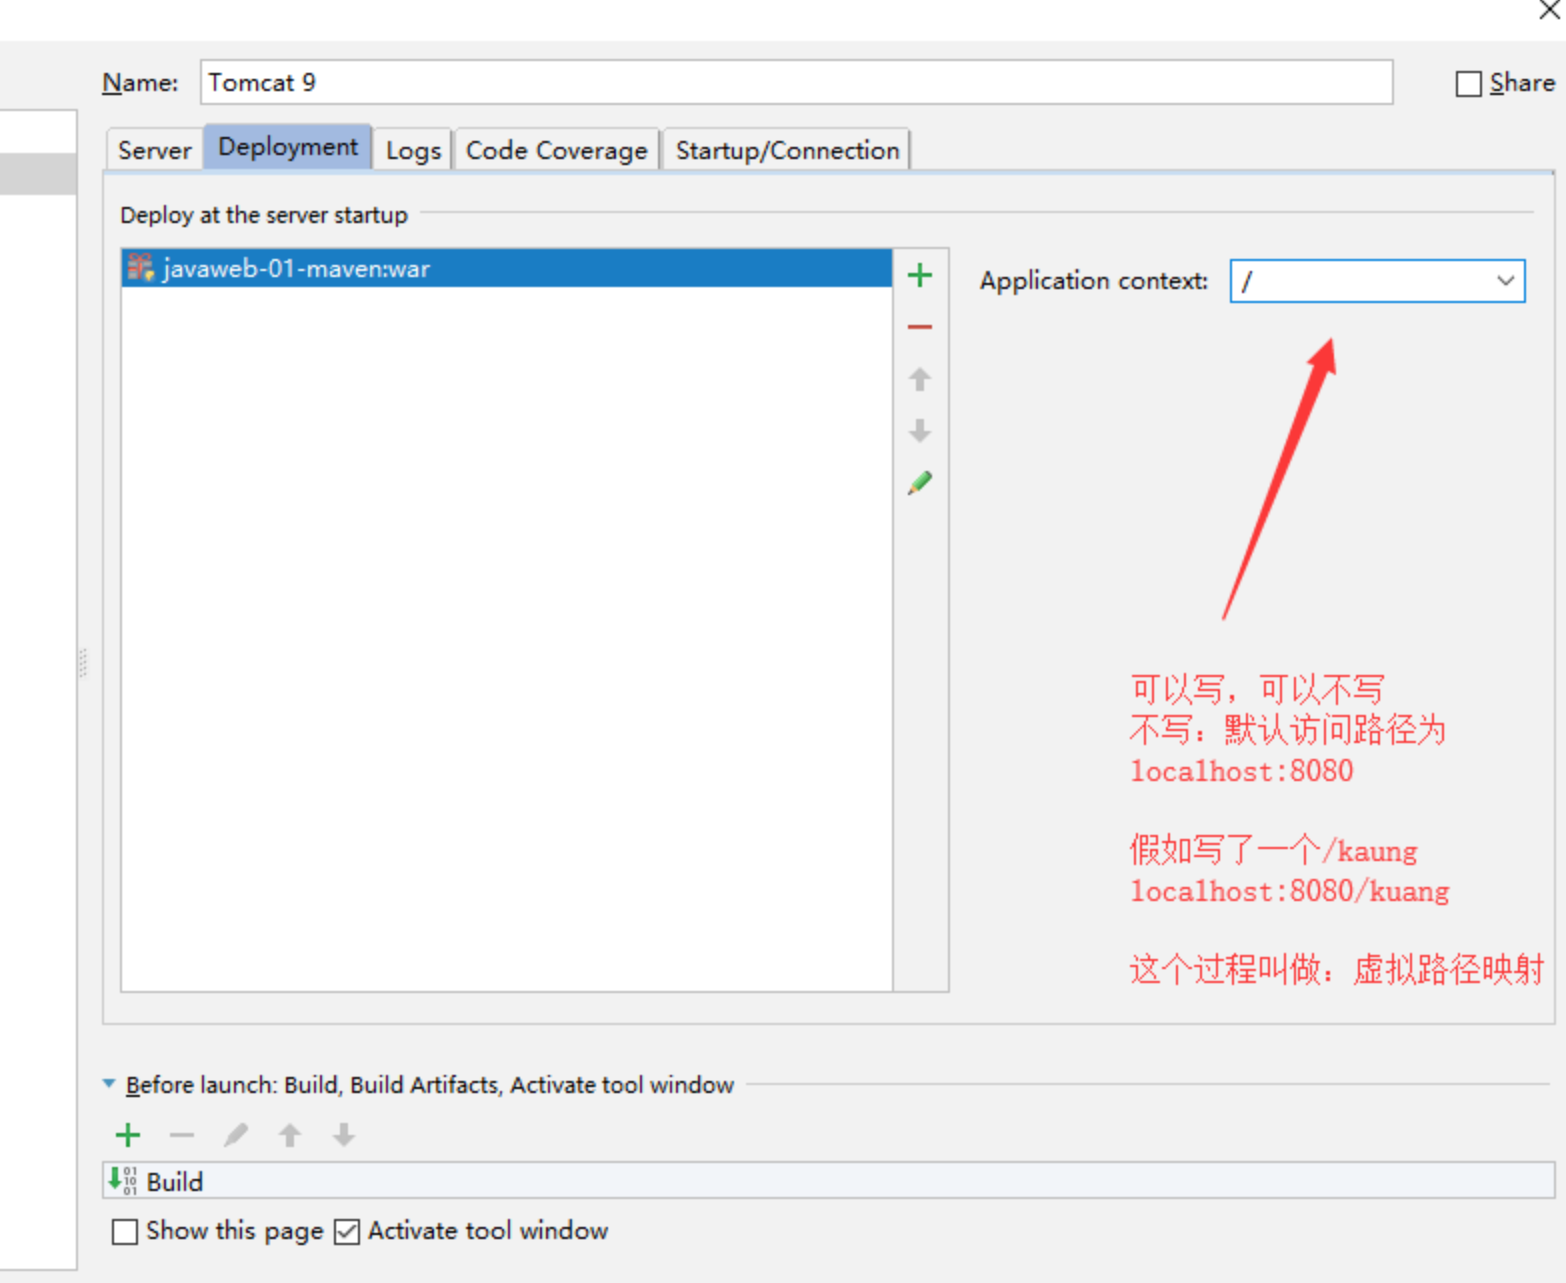 Name: Tomcat 9 Share
Server Deployment Logs Code Coverage Startup/Connection
Deploy at the server startup
javaweb-01-maven:war
Application context: /
可以写，可以不写
不写：默认访问路径为
localhost:8080
假如写了一个/kaung
localhost:8080/kuang
这个过程叫做：虚拟路径映射
Before launch: Build, Build Artifacts, Activate tool window
Build
Show this page Activate tool window